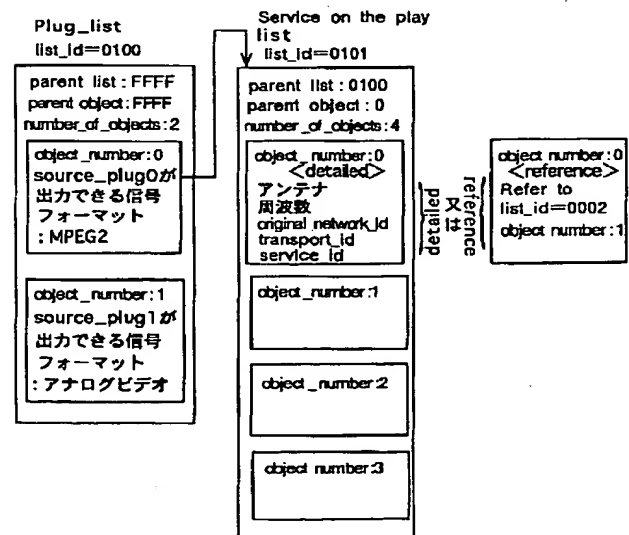 Plug_list
list_id=0100
parent list : FFFF
parent object : FFFF
number_of_objects : 2
object_number : 0
source_plug0が
出力できる信号
フォーマット
: MPEG2
object_number : 1
source_plug1が
出力できる信号
フォーマット
: アナログビデオ
Service on the play
list
list_id=0101
parent list : 0100
parent object : 0
number_of_objects : 4
object_number:0
<detailed>
アンテナ
周波数
original_network_id
transport_id
service_id
object_number:1
object_number:2
object number:3
detailed
又は
reference
object number:0
<reference>
Refer to
list_id=0002
object number:1